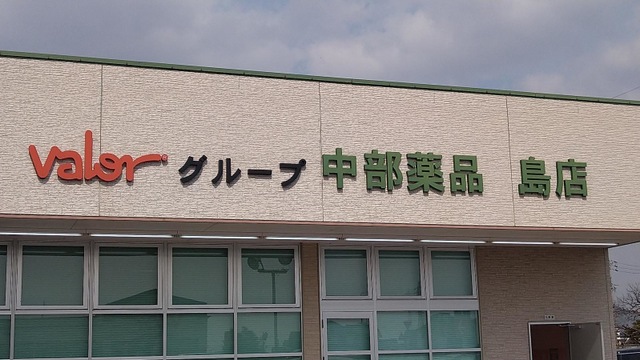 valor グループ 中部薬品 島店